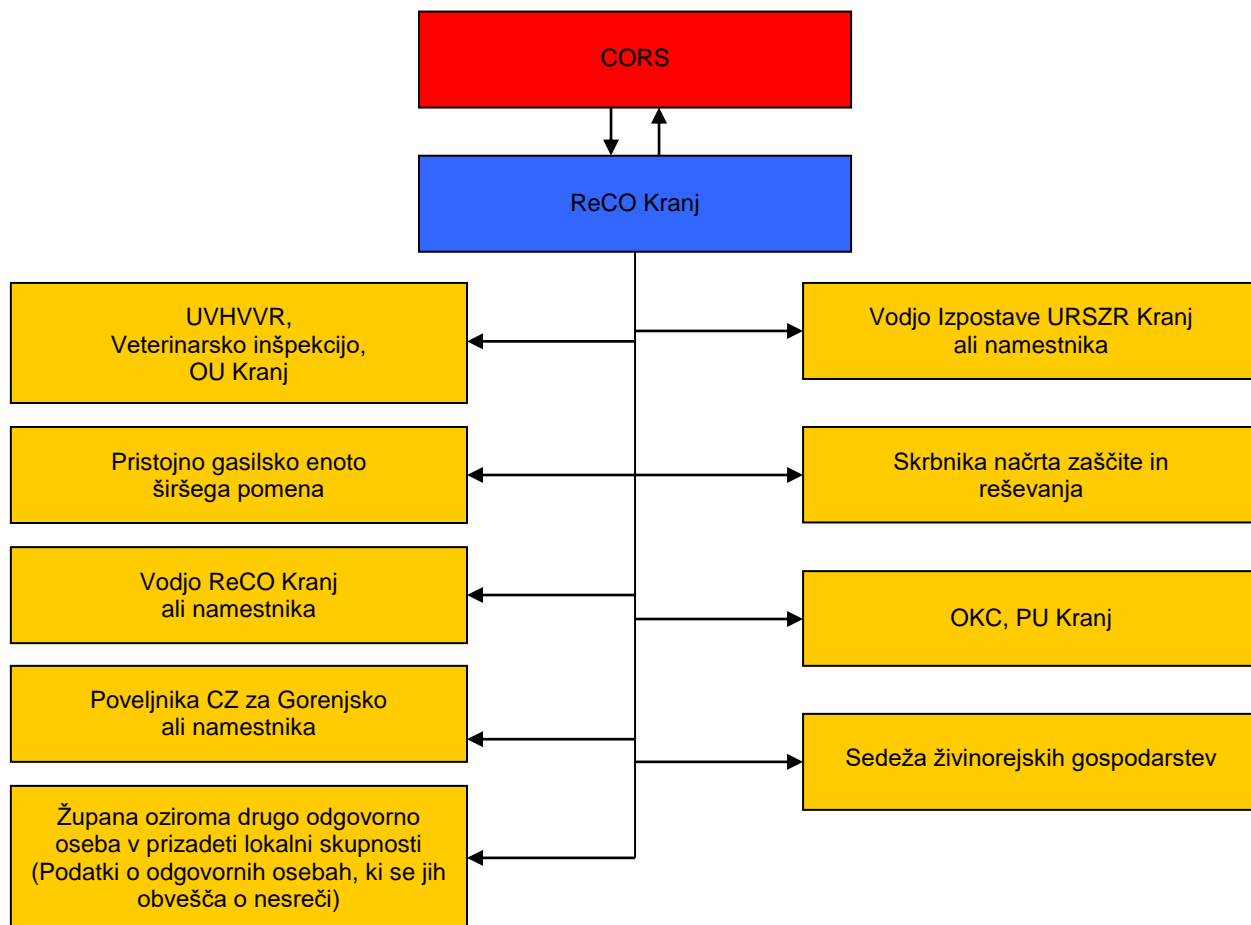 CORS
ReCO Kranj
UVHVVR,
Veterinarsko inšpekcijo,
OU Kranj
Vodjo Izpostave URSZR Kranj
ali namestnika
Pristojno gasilsko enoto
širšega pomena
Skrbnika načrta zaščite in
reševanja
Vodjo ReCO Kranj
ali namestnika
OKC, PU Kranj
Poveljnika CZ za Gorenjsko
ali namestnika
Sedeža živinorejskih gospodarstev
Župana oziroma drugo odgovorno
oseba v prizadeti lokalni skupnosti
(Podatki o odgovornih osebah, ki se jih
obvešča o nesreči)